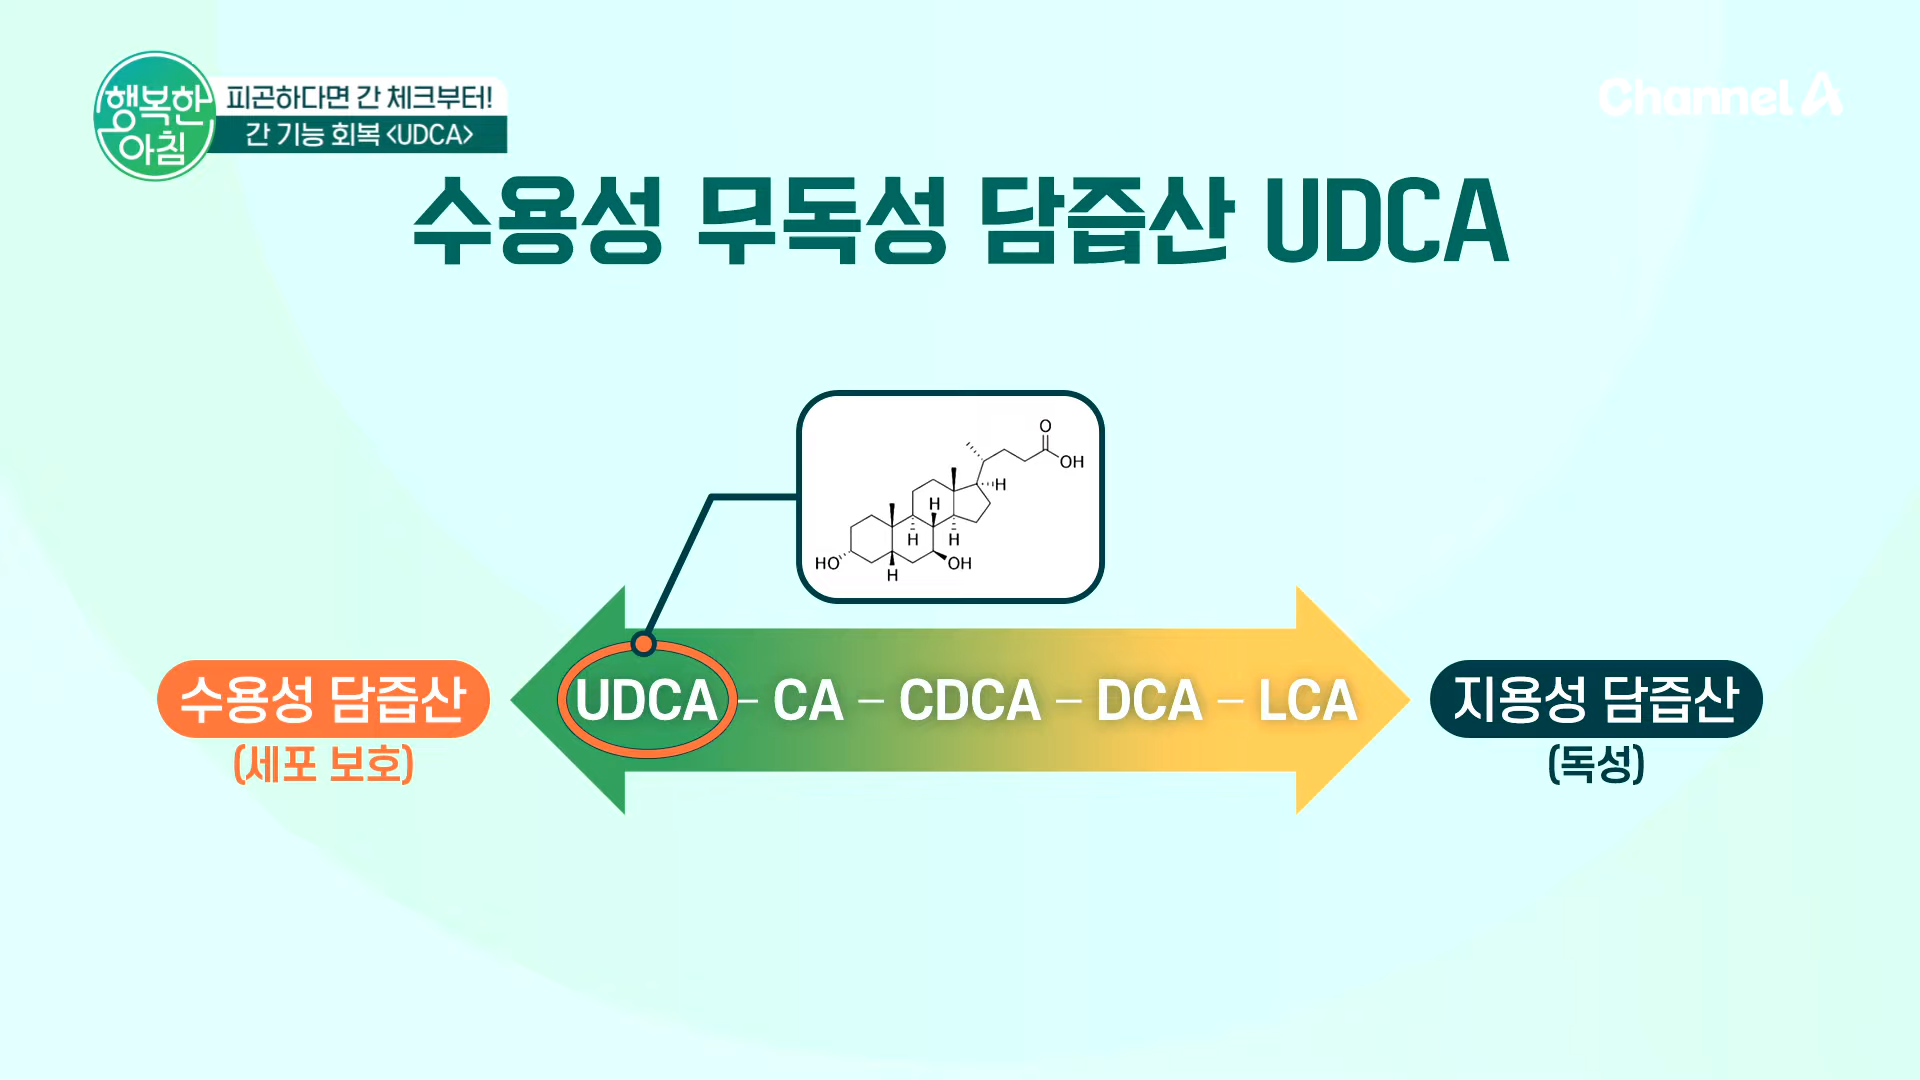 행복한
아침
피곤하다면 간 체크부터!
간 기능 회복 <UDCA>
Channel A
수용성 무독성 담즙산 UDCA
O
OH
H
H
H
H
HO
OH
H
수용성 담즙산
(세포 보호)
UDCA - CA - CDCA - DCA - LCA
지용성 담즙산
(독성)